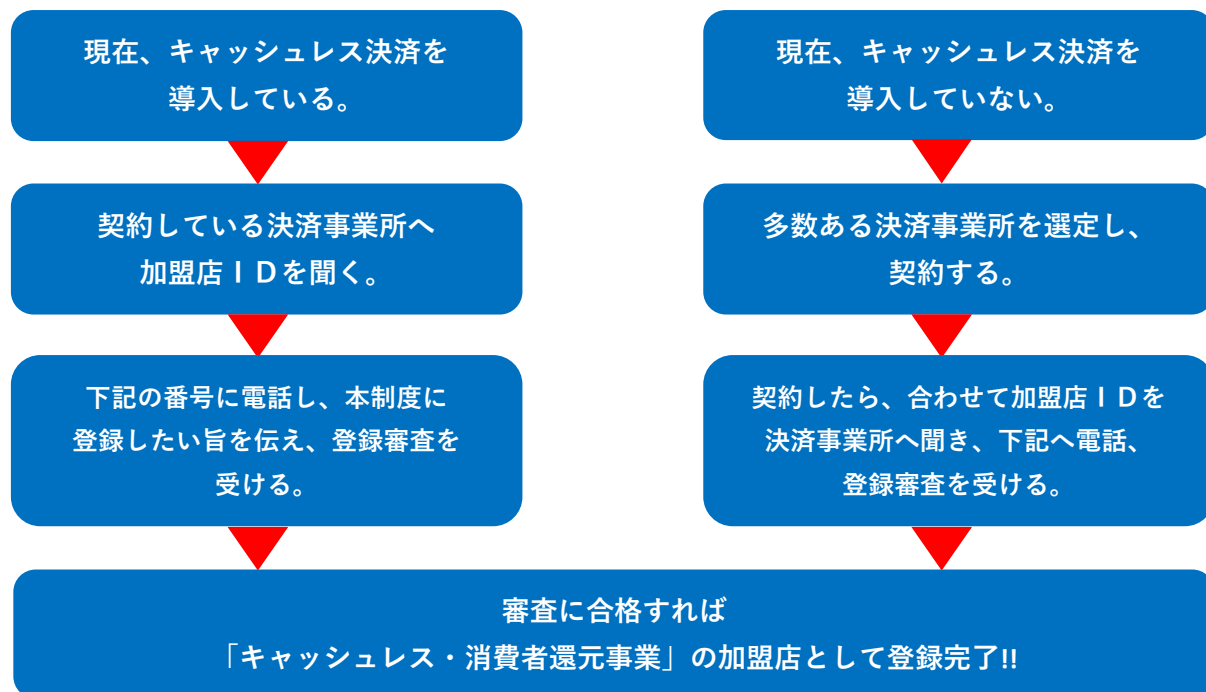 現在、キャッシュレス決済を
導入している。
契約している決済事業所へ
加盟店ＩＤを聞く。
下記の番号に電話し、本制度に
登録したい旨を伝え、登録審査を
受ける。
現在、キャッシュレス決済を
導入していない。
多数ある決済事業所を選定し、
契約する。
契約したら、合わせて加盟店ＩＤを
決済事業所へ聞き、下記へ電話、
登録審査を受ける。
審査に合格すれば
「キャッシュレス・消費者還元事業」の加盟店として登録完了!!